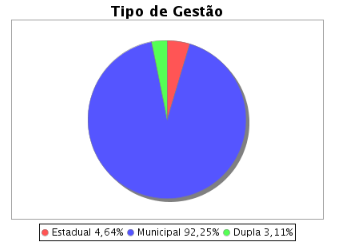 Tipo de Gestão
Estadual 4,64% Municipal 92,25% Dupla 3,11%